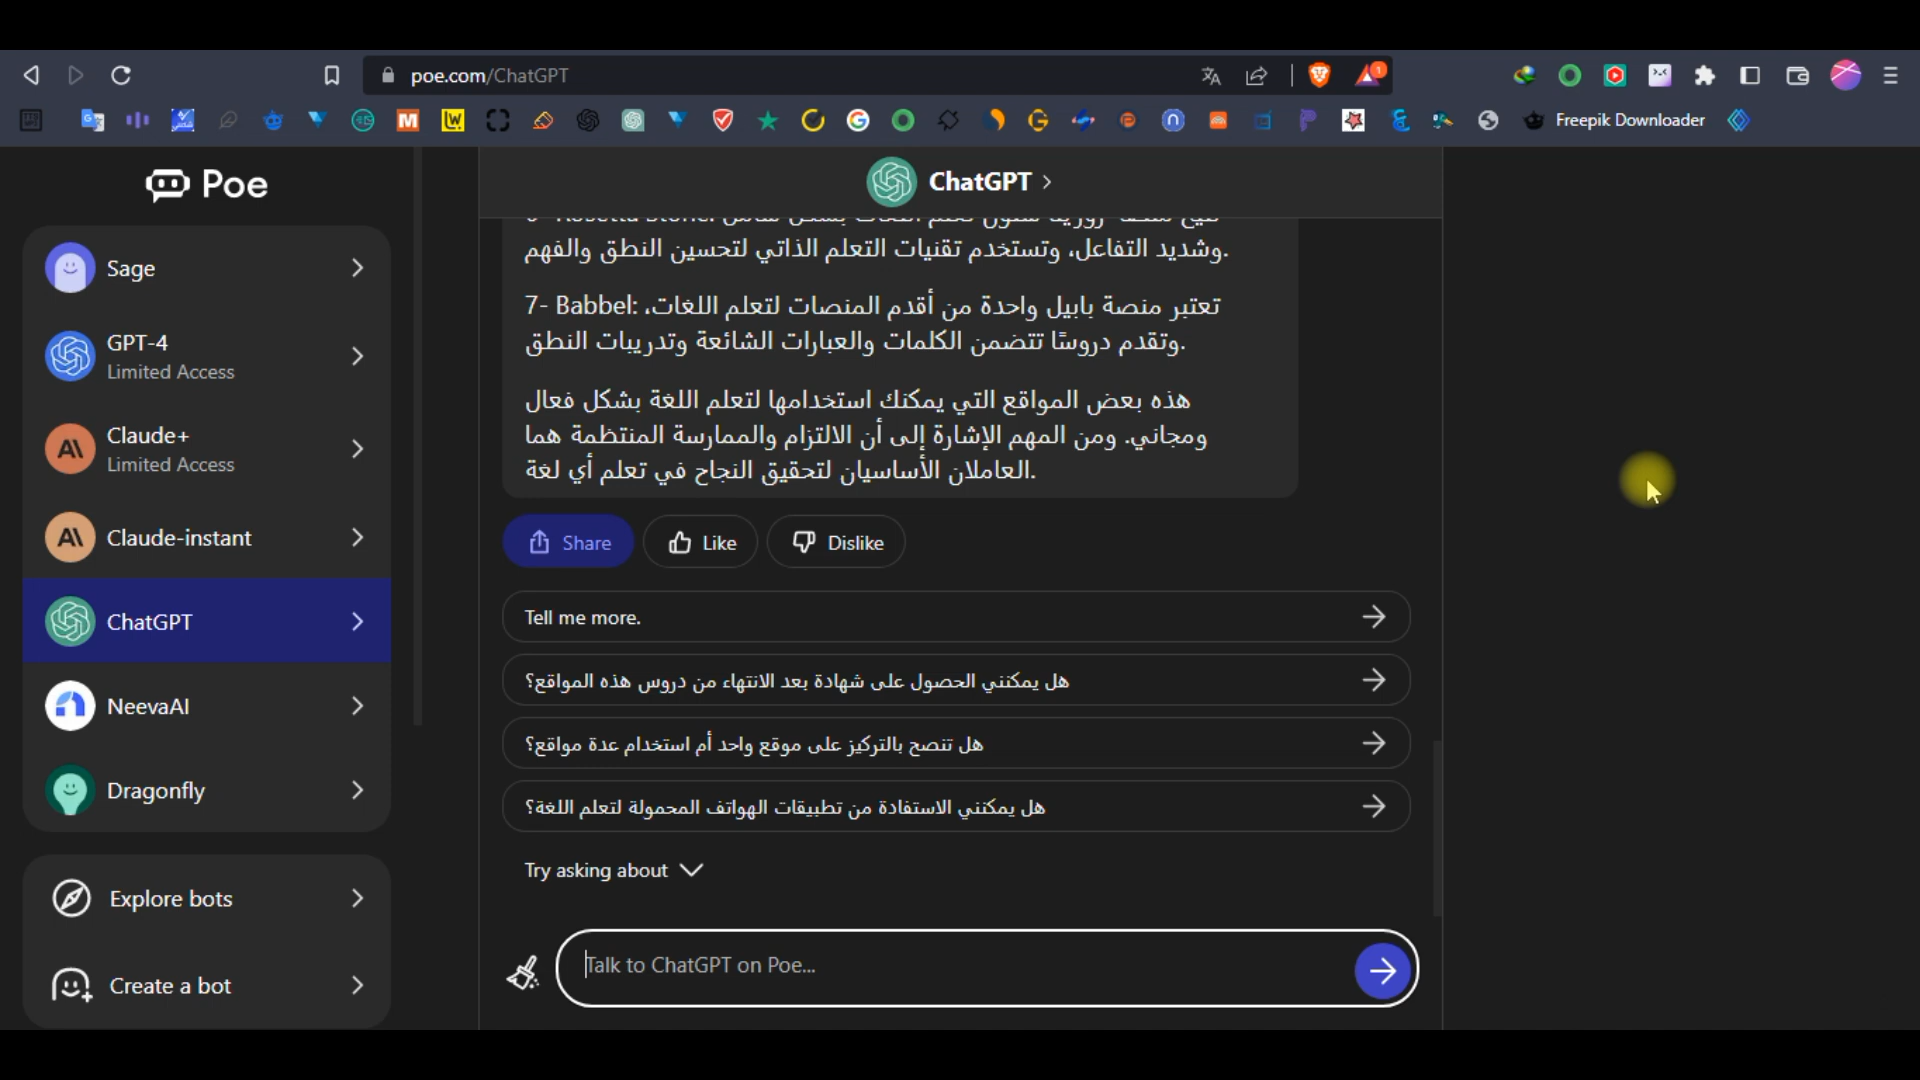 poe.com/ChatGPT
1
Freepik Downloader
Poe
Sage
GPT-4
Limited Access
Claude+
Limited Access
Claude-instant
ChatGPT
NeevaAI
Dragonfly
Explore bots
Create a bot
ChatGPT
وشديد التفاعل، وتستخدم تقنيات التعلم الذاتي لتحسين النطق والفهم.
7- Babbel: تعتبر منصة بابيل واحدة من أقدم المنصات لتعلم اللغات،
وتقدم دروسًا تتضمن الكلمات والعبارات الشائعة وتدريبات النطق.
هذه بعض المواقع التي يمكنك استخدامها لتعلم اللغة بشكل فعال
ومجاني. ومن المهم الإشارة إلى أن الالتزام والممارسة المنتظمة هما
العاملان الأساسيان لتحقيق النجاح في تعلم أي لغة.
Share
Like
Dislike
Tell me more.
هل يمكنني الحصول على شهادة بعد الانتهاء من دروس هذه المواقع؟
هل تنصح بالتركيز على موقع واحد أم استخدام عدة مواقع؟
هل يمكنني الاستفادة من تطبيقات الهواتف المحمولة لتعلم اللغة؟
Try asking about
Talk to ChatGPT on Poe...